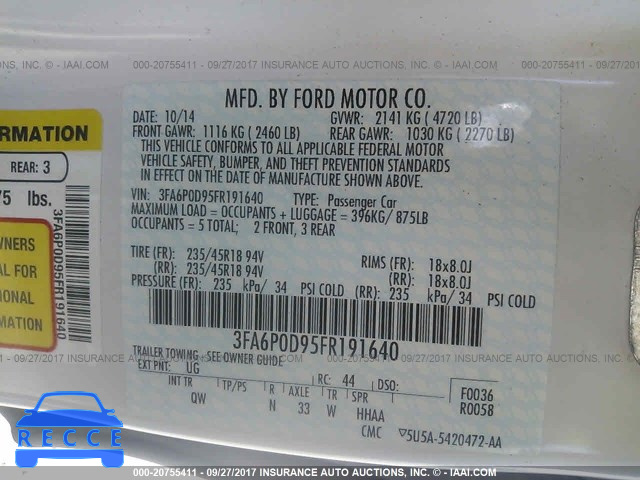 000-20755411 - 09/27/2017 INSURANCE AUTO AUCTIONS, INC. - IAAI.COM
MFD. BY FORD MOTOR CO.
DATE: 10/14 GVWR: 2141 KG ( 4720 LB)
FRONT GAWR: 1116 KG ( 2460 LB) REAR GAWR: 1030 KG ( 2270 LB)
THIS VEHICLE CONFORMS TO ALL APPLICABLE FEDERAL MOTOR
VEHICLE SAFETY, BUMPER, AND THEFT PREVENTION STANDARDS
IN EFFECT ON THE DATE OF MANUFACTURE SHOWN ABOVE.
VIN: 3FA6P0D95FR191640 TYPE: Passenger Car
MAXIMUM LOAD = OCCUPANTS + LUGGAGE = 396KG/ 875LB
OCCUPANTS = 5 TOTAL; 2 FRONT, 3 REAR
TIRE (FR): 235/45R18 94V RIMS (FR): 18x8.0J
(RR): 235/45R18 94V (RR): 18x8.0J
PRESSURE (FR): 235 kPa/ 34 PSI COLD (RR): 235 kPa/ 34 PSI COLD
3FA6P0D95FR191640
TRAILER TOWING - SEE OWNER GUIDE
EXT PNT: UG RC: 44 DSO:
INT TR TP/PS R AXLE TR SPR
QW N 33 W HHAA
F0036
R0058
CMC 5U5A-5420472-AA
FORMATION
REAR: 3
75 lbs.
3FA6P0D95FR191640
WNERS
AL FOR
TIONAL
RMATION
RECECZ
000-20755411 - 09/27/2017 INSURANCE AUTO AUCTIONS, INC. - IAAI.COM